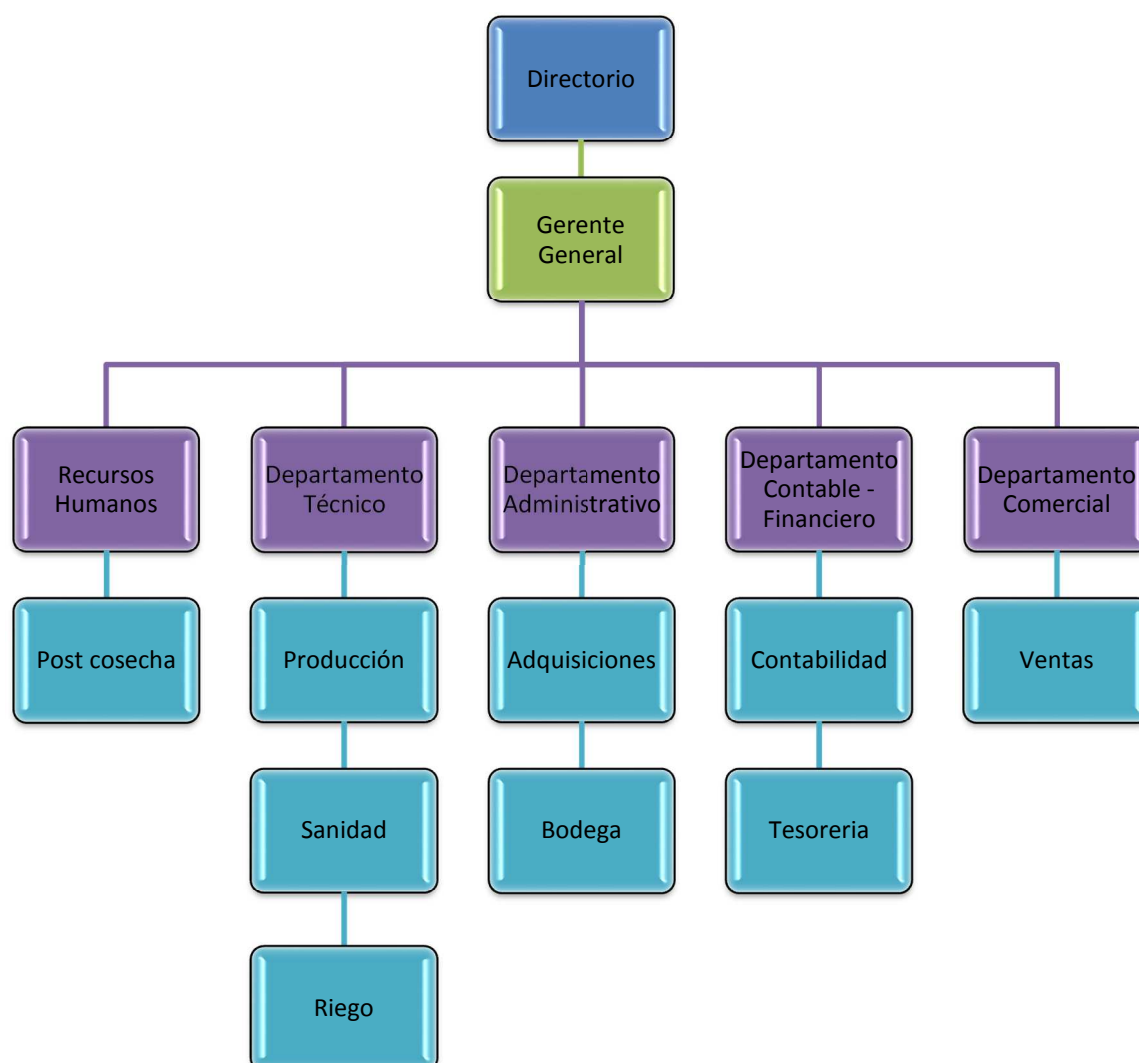 Directorio
Gerente
General
Recursos
Humanos
Departamento
Técnico
Departamento
Administrativo
Departamento
Contable -
Financiero
Departamento
Comercial
Post cosecha
Producción
Adquisiciones
Contabilidad
Ventas
Sanidad
Bodega
Tesoreria
Riego